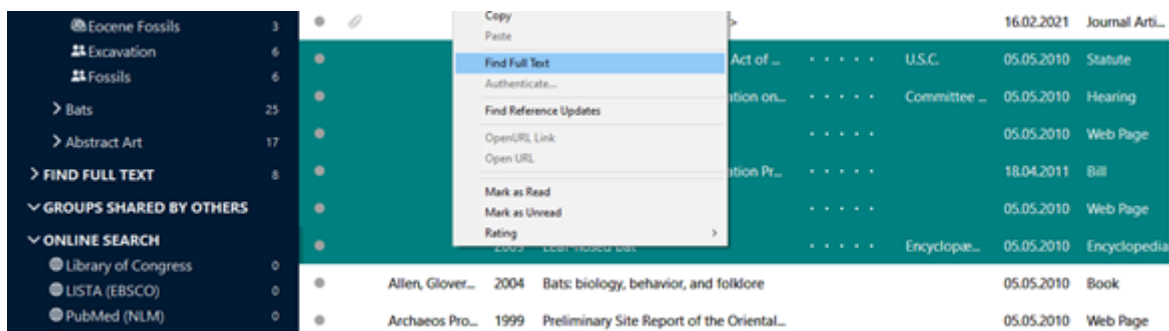 Eocene Fossils 3
Excavation 6
Fossils 6
Bats 25
Abstract Art 17
FIND FULL TEXT 8
GROUPS SHARED BY OTHERS
ONLINE SEARCH
Library of Congress 0
LISTA (EBSCO) 0
PubMed (NLM) 0
Copy
Paste
Find Full Text
Authenticate...
Find Reference Updates
OpenURL Link
Open URL
Mark as Read
Mark as Unread
Rating
16.02.2021 Journal Arti...
Act of ... U.S.C. 05.05.2010 Statute
ation on... Committee ... 05.05.2010 Hearing
05.05.2010 Web Page
ation Pr... 18.04.2011 Bill
05.05.2010 Web Page
2009 Leaf-nosed bat Encyclopæ... 05.05.2010 Encyclopedia
Allen, Glover... 2004 Bats: biology, behavior, and folklore 05.05.2010 Book
Archaeos Pro... 1999 Preliminary Site Report of the Oriental... 05.05.2010 Web Page